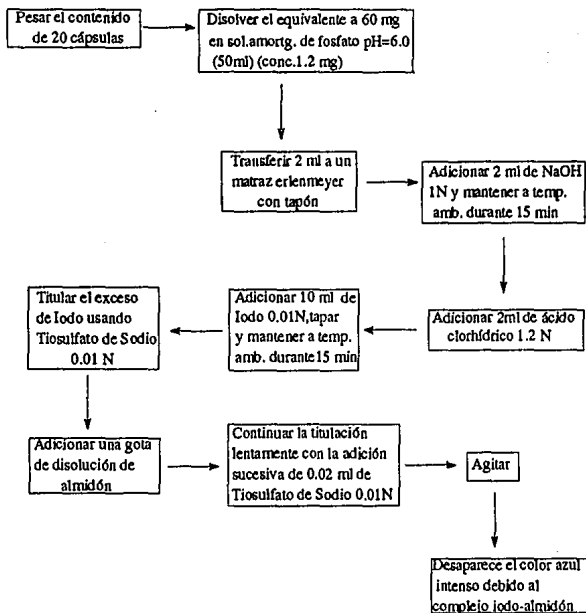 Pesar el contenido
de 20 cápsulas
Disolver el equivalente a 60 mg
en sol.amortg. de fosfato pH=6.0
(50ml) (conc.1.2 mg)
Transferir 2 ml a un
matraz erlenmeyer
con tapón
Adicionar 2 ml de NaOH
1N y mantener a temp.
amb. durante 15 min
Adicionar 2ml de ácido
clorhídrico 1.2 N
Adicionar 10 ml de
Iodo 0.01N,tapar
y mantener a temp.
amb. durante15 min
Titular el exceso
de Iodo usando
Tiosulfato de Sodio
0.01 N
Adicionar una gota
de disolución de
almidón
Continuar la titulación
lentamente con la adición
sucesiva de 0.02 ml de
Tiosulfato de Sodio 0.01N
Agitar
Desaparece el color azul
intenso debido al
complejo iodo-almidón